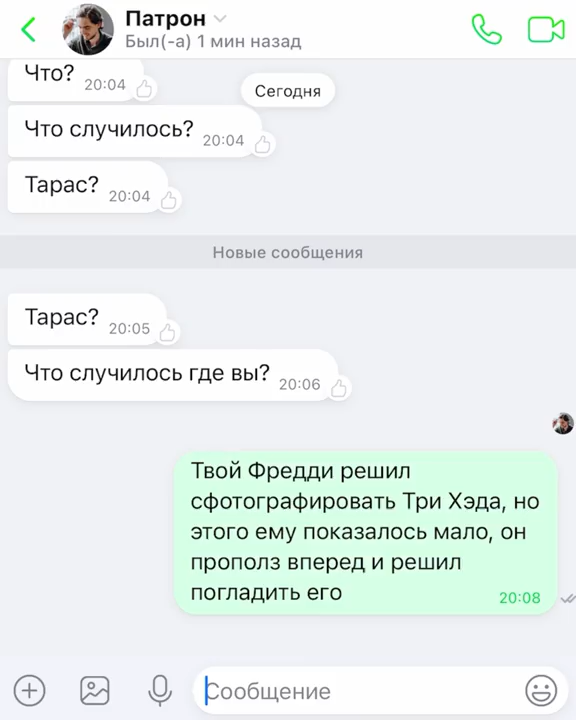 Патрон
Был(-а) 1 мин назад
Что? 20:04
Сегодня
Что случилось? 20:04
Тарас? 20:04
Новые сообщения
Тарас? 20:05
Что случилось где вы? 20:06
Твой Фредди решил
сфотографировать Три Хэда, но
этого ему показалось мало, он
прополз вперед и решил
погладить его
20:08
Сообщение